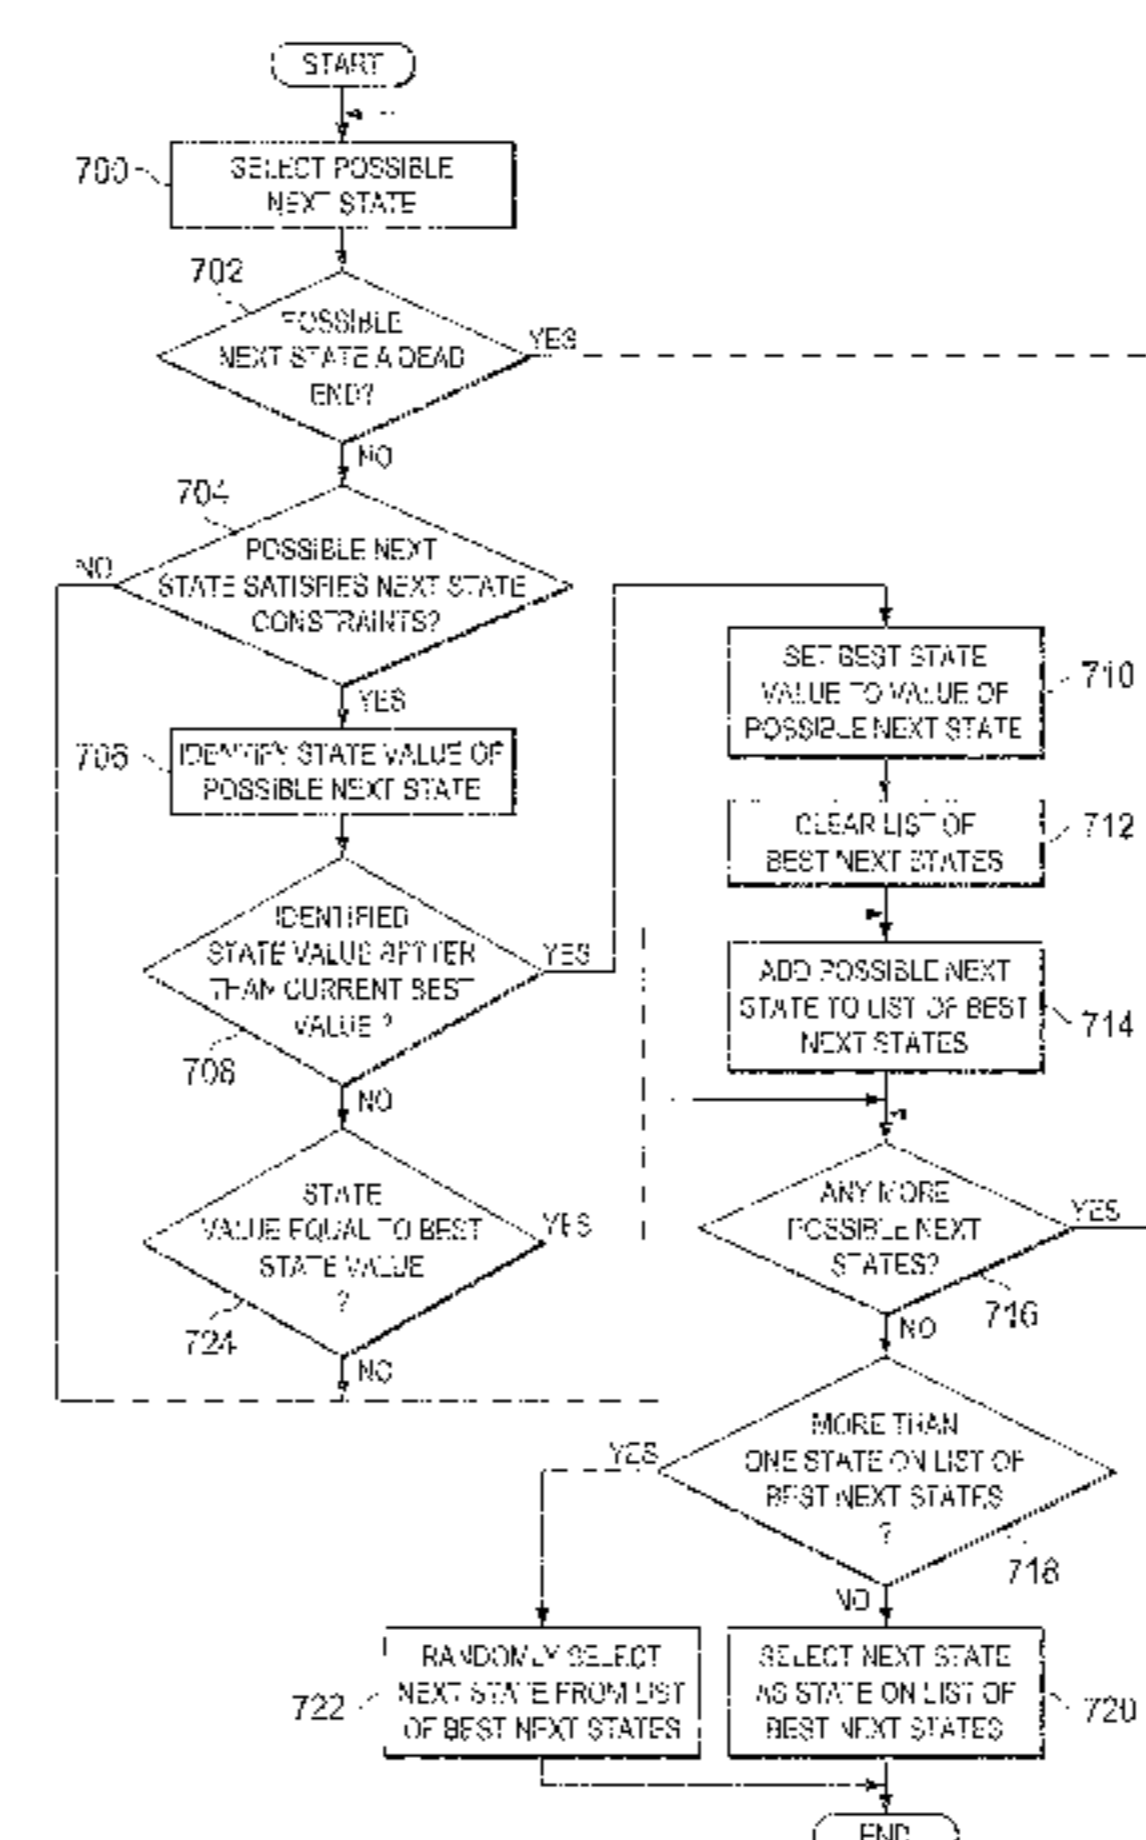 START
700
SELECT POSSIBLE
NEXT STATE
702
POSSIBLE
NEXT STATE A DEAD
END?
YES
NO
704
POSSIBLE NEXT
STATE SATISFIES NEXT STATE
CONSTRAINTS?
NO
YES
706
IDENTIFY STATE VALUE OF
POSSIBLE NEXT STATE
IDENTIFIED
STATE VALUE BETTER
THAN CURRENT BEST
VALUE ?
YES
708
NO
STATE
VALUE EQUAL TO BEST
STATE VALUE
?
YES
724
NO
SET BEST STATE
VALUE TO VALUE OF
POSSIBLE NEXT STATE
710
CLEAR LIST OF
BEST NEXT STATES
712
ADD POSSIBLE NEXT
STATE TO LIST OF BEST
NEXT STATES
714
ANY MORE
POSSIBLE NEXT
STATES?
YES
716
NO
MORE THAN
ONE STATE ON LIST OF
BEST NEXT STATES
?
YES
718
NO
RANDOMLY SELECT
NEXT STATE FROM LIST
OF BEST NEXT STATES
722
SELECT NEXT STATE
AS STATE ON LIST OF
BEST NEXT STATES
720
END